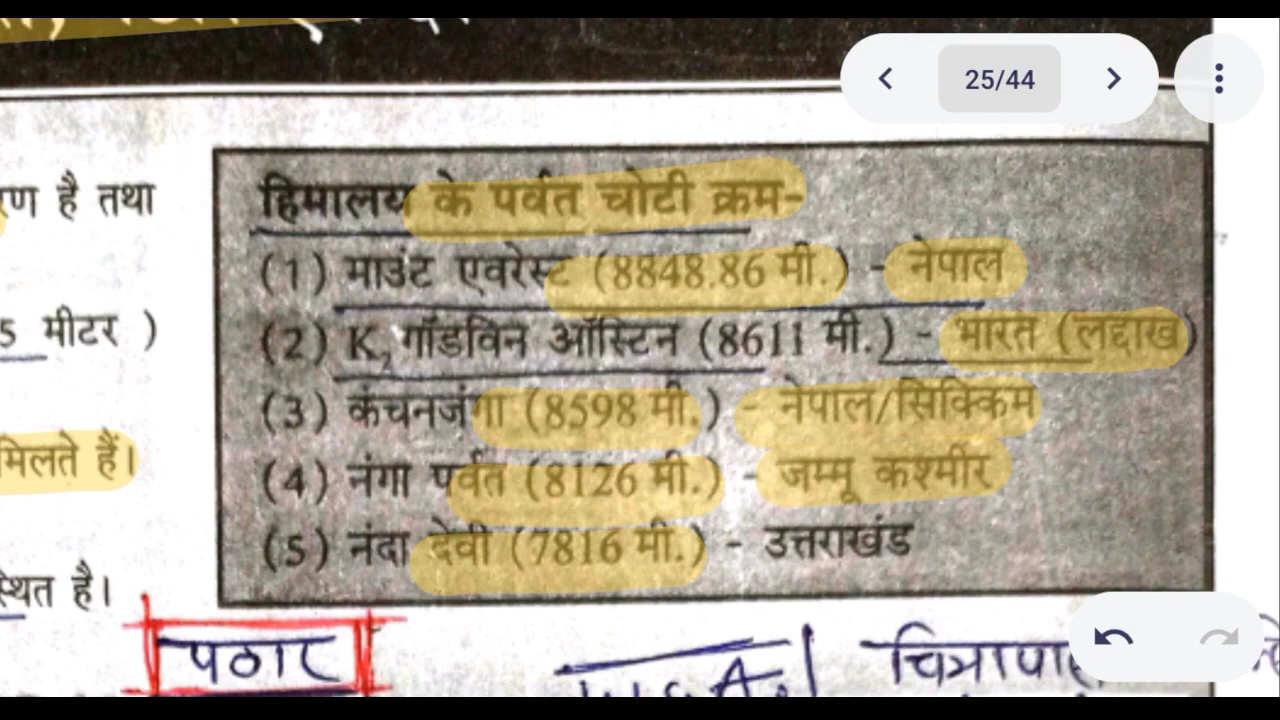 25/44
रण है तथा
हिमालय के पर्वत चोटी क्रम-
(1) माउंट एवरेस्ट (8848.86 मी.) - नेपाल
5 मीटर )
(2) K2 गॉडविन ऑस्टिन (8611 मी.) - भारत (लद्दाख)
(3) कंचनजंगा (8598 मी.) - नेपाल/सिक्किम
मिलते हैं।
(4) नंगा पर्वत (8126 मी.) - जम्मू कश्मीर
(5) नंदा देवी (7816 मी.) - उत्तराखंड
स्थित है।
पठार